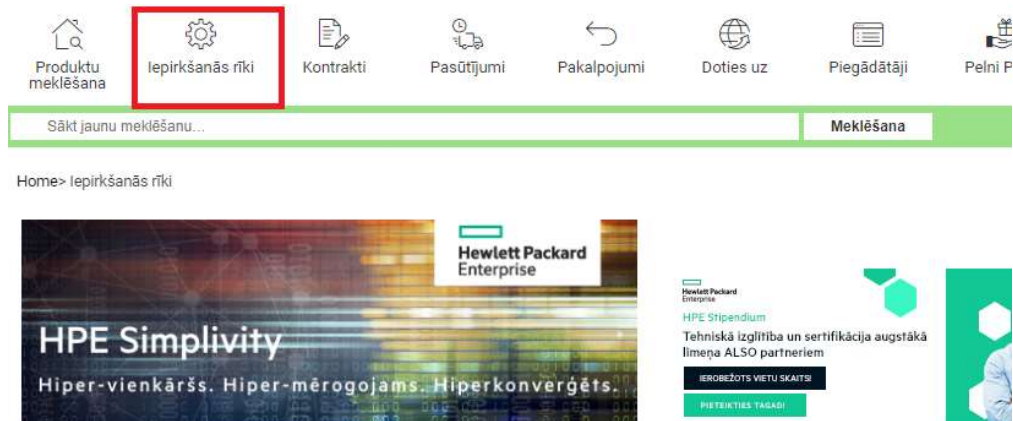 Produktu
meklēšana
Iepirkšanās rīki
Kontrakti
Pasūtījumi
Pakalpojumi
Doties uz
Piegādātāji
Pelni P
Sākt jaunu meklēšanu...
Meklēšana
Home> Iepirkšanās rīki
Hewlett Packard
Enterprise
HPE Simplivity
Hiper-vienkāršs. Hiper-mērogojams. Hiperkonverģēts.
Hewlett Packard
Enterprise
HPE Stipendium
Tehniskā izglītība un sertifikācija augstākā
līmeņa ALSO partneriem
IEROBEŽOTS VIETU SKAITS!
PIETEIKTIES TAGAD!